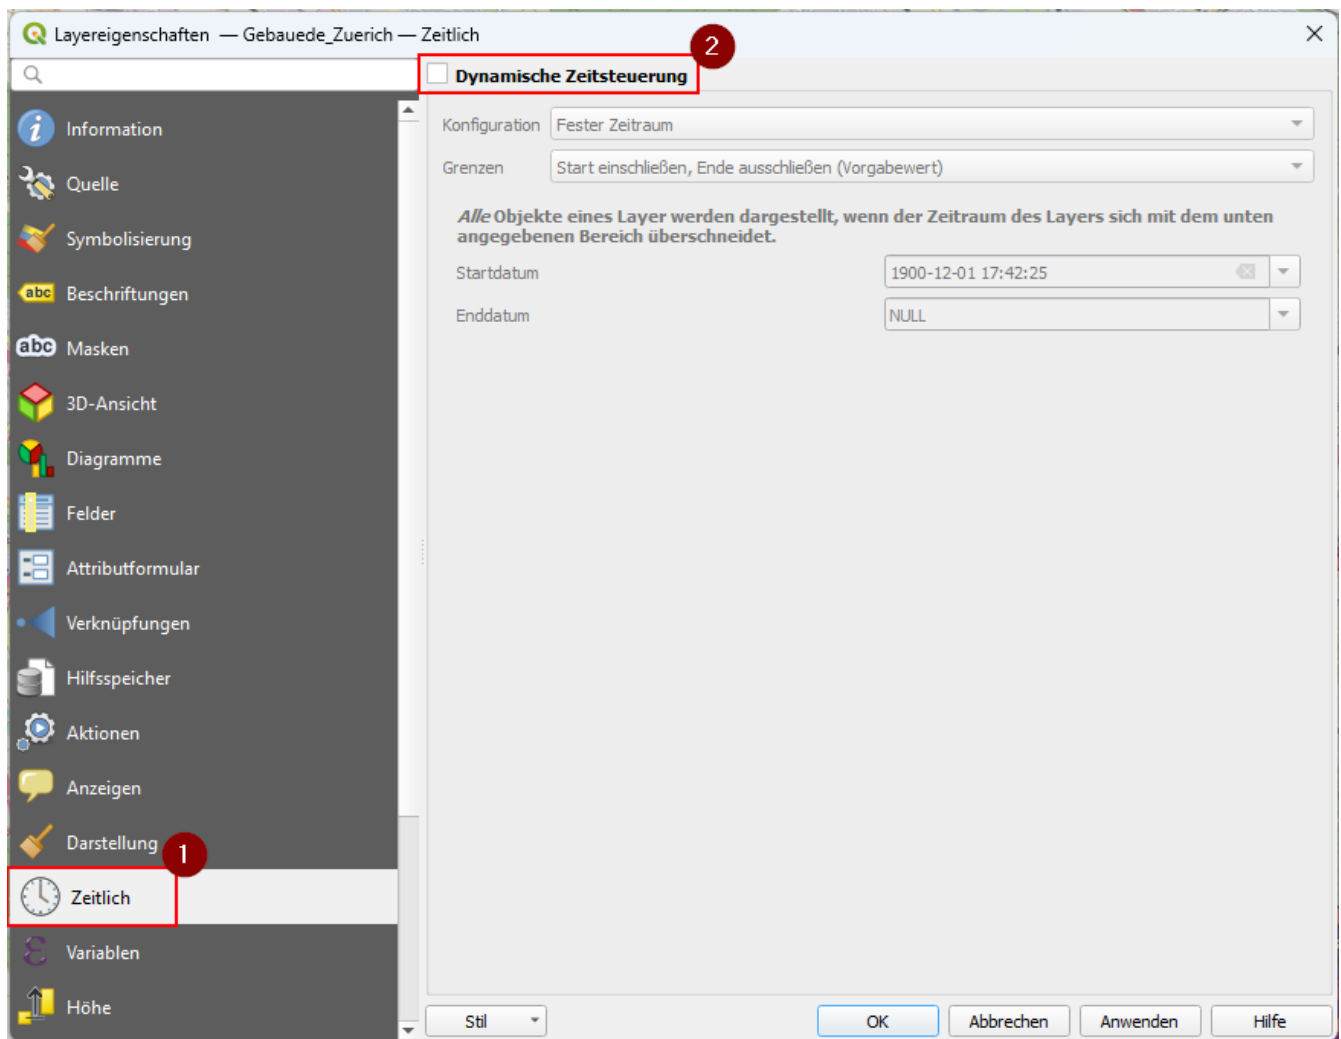 Layereigenschaften — Gebauede_Zuerich — Zeitlich
2
Dynamische Zeitsteuerung
Information
Quelle
Symbolisierung
abc Beschriftungen
abc Masken
3D-Ansicht
Diagramme
Felder
Attributformular
Verknüpfungen
Hilfsspeicher
Aktionen
Anzeigen
Darstellung
1
Zeitlich
Variablen
Höhe
Konfiguration Fester Zeitraum
Grenzen Start einschließen, Ende ausschließen (Vorgabewert)
Alle Objekte eines Layer werden dargestellt, wenn der Zeitraum des Layers sich mit dem unten
angegebenen Bereich überschneidet.
Startdatum 1900-12-01 17:42:25
Enddatum NULL
Stil OK Abbrechen Anwenden Hilfe